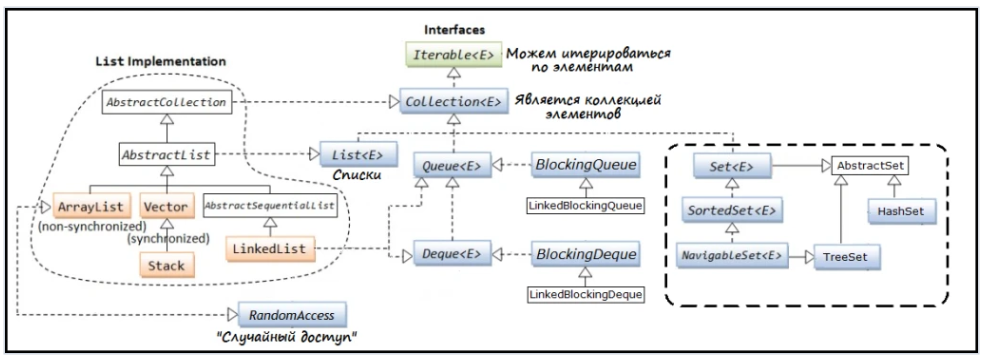 Interfaces
Iterable<E>
Можем итерироваться
по элементам
List Implementation
AbstractCollection
Collection<E>
Является коллекцией
элементов
AbstractList
List<E>
Списки
Queue<E>
BlockingQueue
LinkedBlockingQueue
Set<E>
AbstractSet
ArrayList
(non-synchronized)
Vector
(synchronized)
AbstractSequentialList
SortedSet<E>
HashSet
Stack
LinkedList
Deque<E>
BlockingDeque
LinkedBlockingDeque
NavigableSet<E>
TreeSet
RandomAccess
"Случайный доступ"